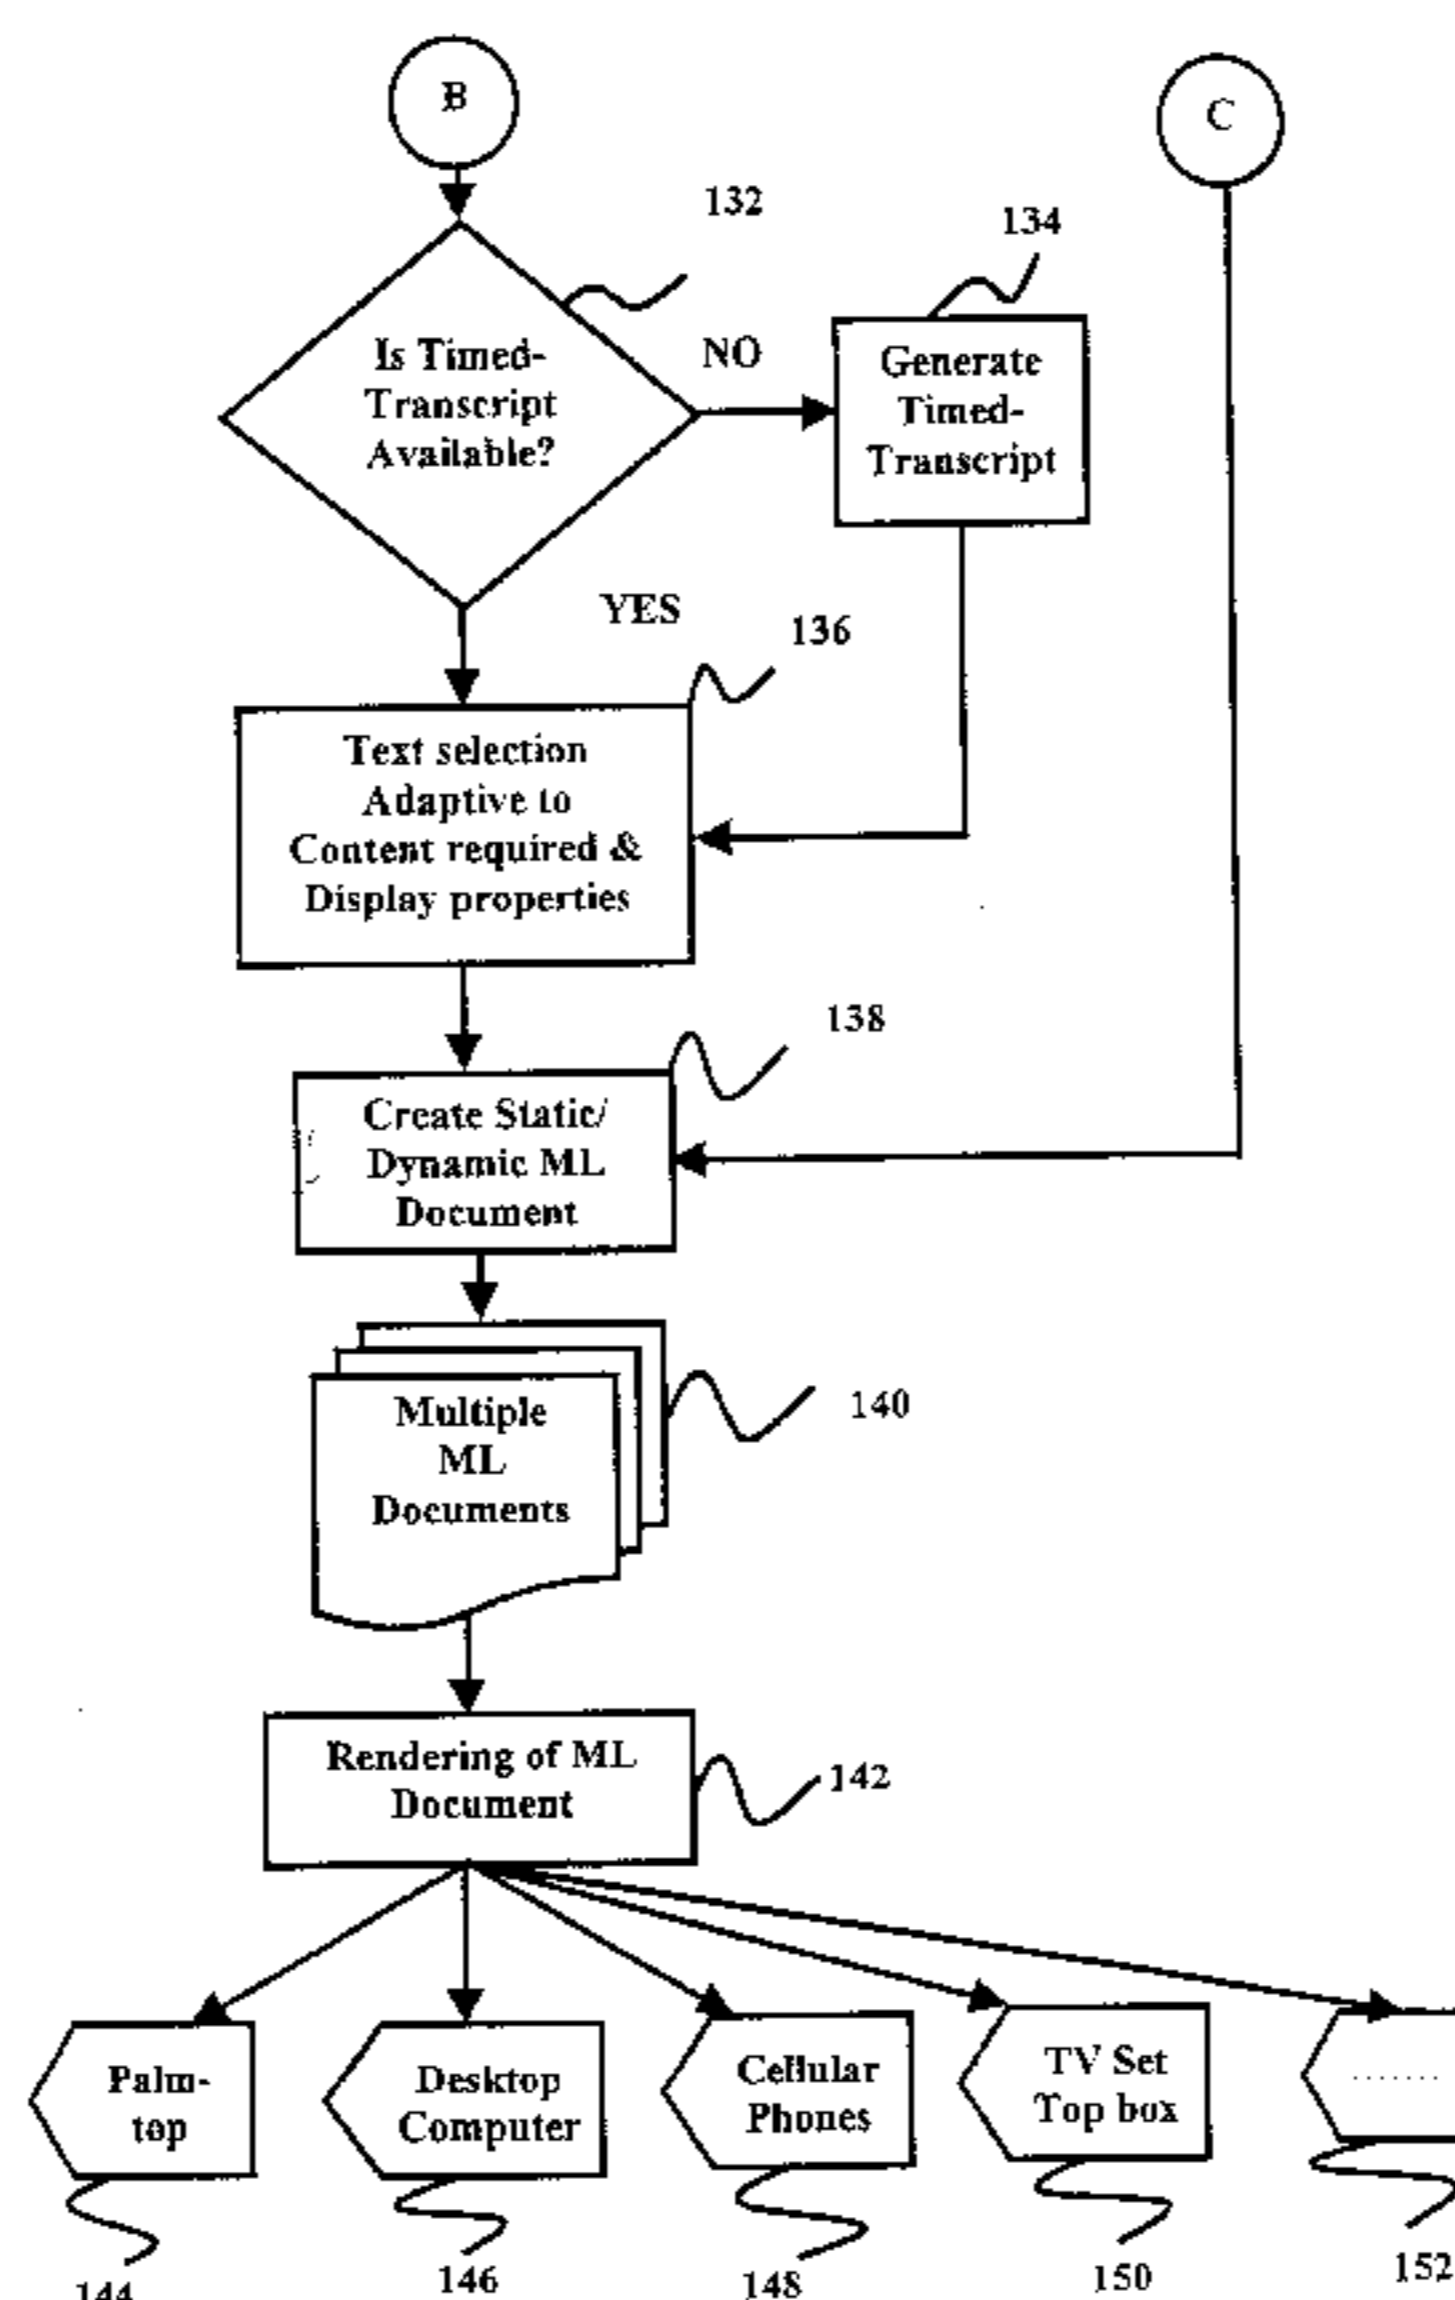 B
C
132
134
Is Timed-
Transcript
Available?
NO
Generate
Timed-
Transcript
YES
136
Text selection
Adaptive to
Content required &
Display properties
138
Create Static/
Dynamic ML
Document
Multiple
ML
Documents
140
Rendering of ML
Document
142
Palm-
top
Desktop
Computer
Cellular
Phones
TV Set
Top box
.......
144
146
148
150
152